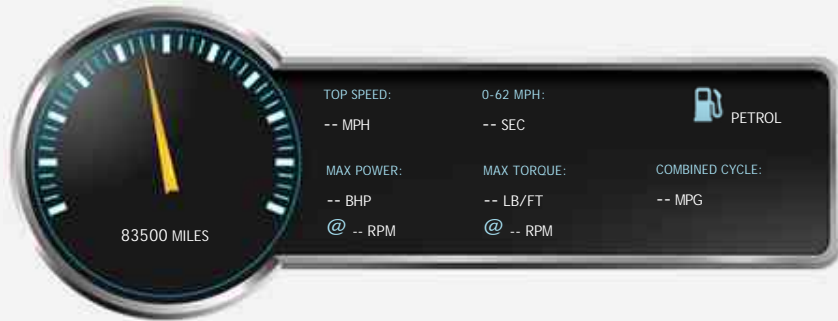 TOP SPEED:
-- MPH
0-62 MPH:
-- SEC
PETROL
MAX POWER:
-- BHP
@ -- RPM
MAX TORQUE:
-- LB/FT
@ -- RPM
COMBINED CYCLE:
-- MPG
83500 MILES